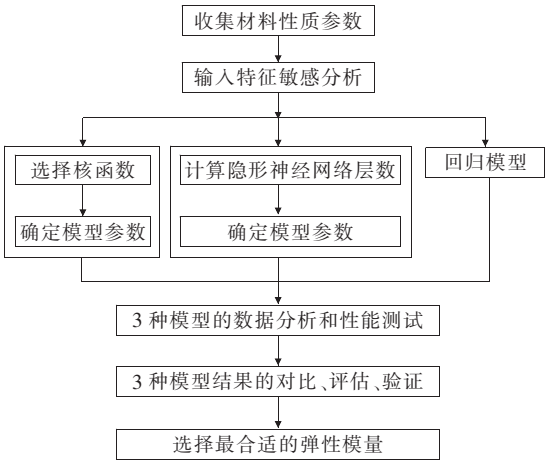 收集材料性质参数
输入特征敏感分析
选择核函数
确定模型参数
计算隐形神经网络层数
确定模型参数
回归模型
3 种模型的数据分析和性能测试
3 种模型结果的对比、评估、验证
选择最合适的弹性模量